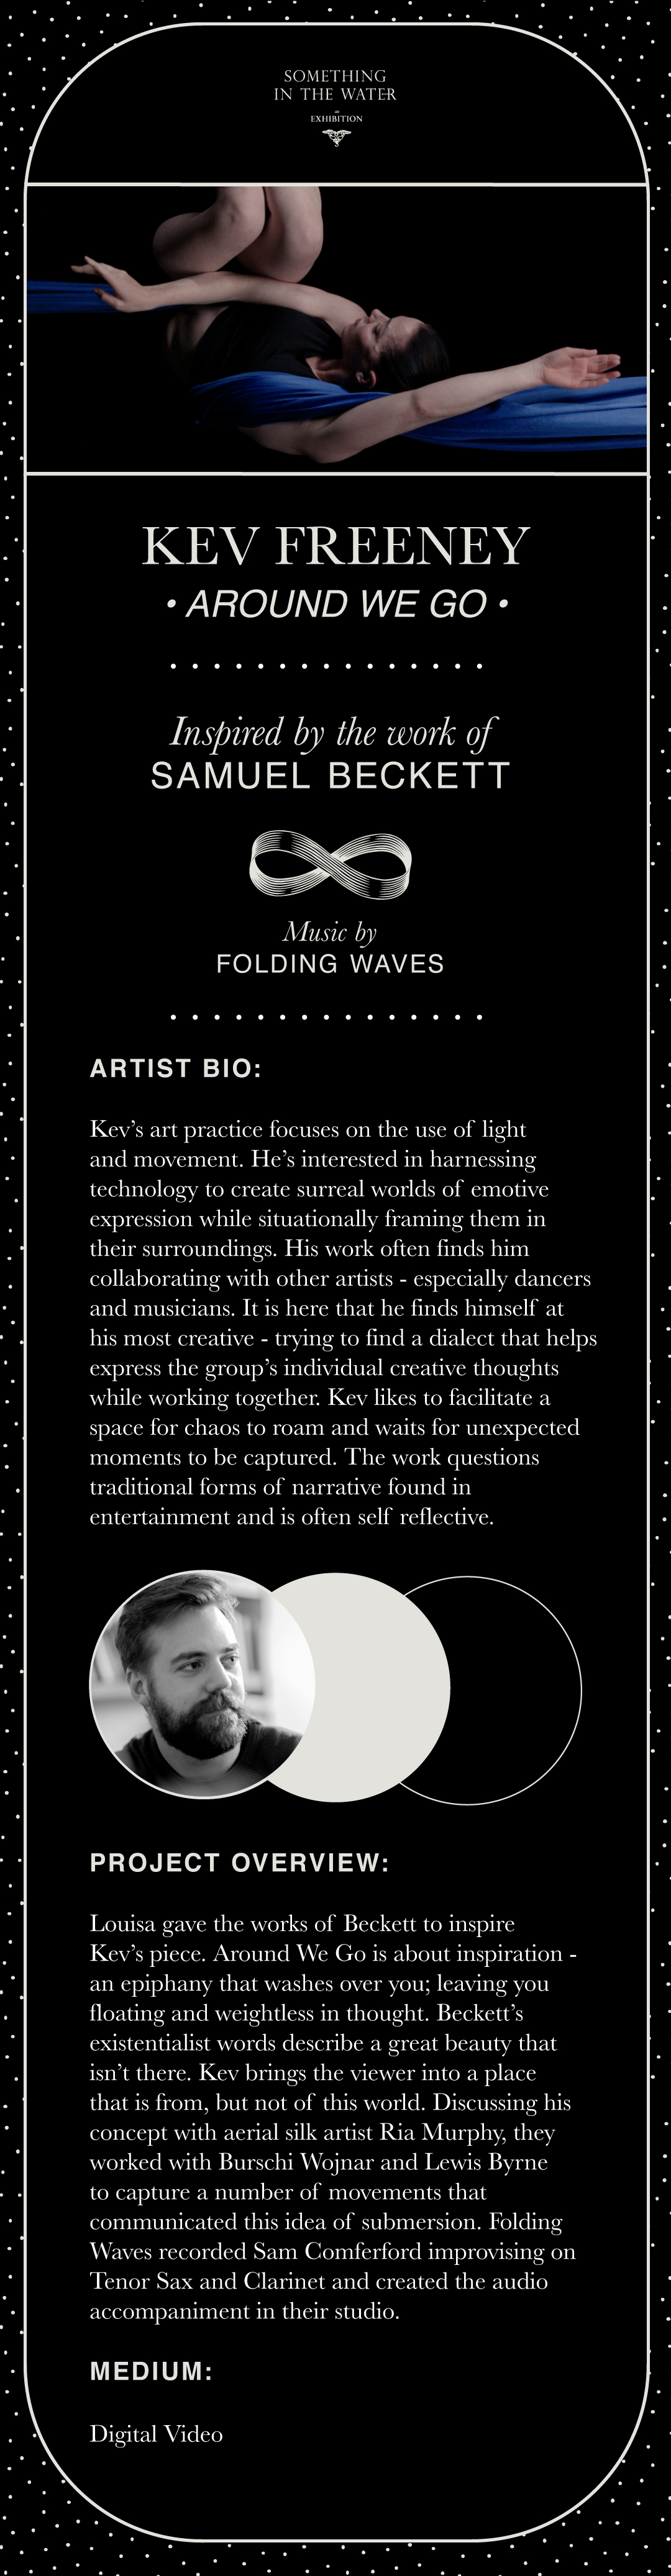 SOMETHING
IN THE WATER
EXHIBITION
KEV FREENEY
• AROUND WE GO •
Inspired by the work of
SAMUEL BECKETT
Music by
FOLDING WAVES
ARTIST BIO:
Kev’s art practice focuses on the use of light
and movement. He’s interested in harnessing
technology to create surreal worlds of emotive
expression while situationally framing them in
their surroundings. His work often finds him
collaborating with other artists - especially dancers
and musicians. It is here that he finds himself at
his most creative - trying to find a dialect that helps
express the group’s individual creative thoughts
while working together. Kev likes to facilitate a
space for chaos to roam and waits for unexpected
moments to be captured. The work questions
traditional forms of narrative found in
entertainment and is often self reflective.
PROJECT OVERVIEW:
Louisa gave the works of Beckett to inspire
Kev’s piece. Around We Go is about inspiration -
an epiphany that washes over you; leaving you
floating and weightless in thought. Beckett’s
existentialist words describe a great beauty that
isn’t there. Kev brings the viewer into a place
that is from, but not of this world. Discussing his
concept with aerial silk artist Ria Murphy, they
worked with Burschi Wojnar and Lewis Byrne
to capture a number of movements that
communicated this idea of submersion. Folding
Waves recorded Sam Comferford improvising on
Tenor Sax and Clarinet and created the audio
accompaniment in their studio.
MEDIUM:
Digital Video